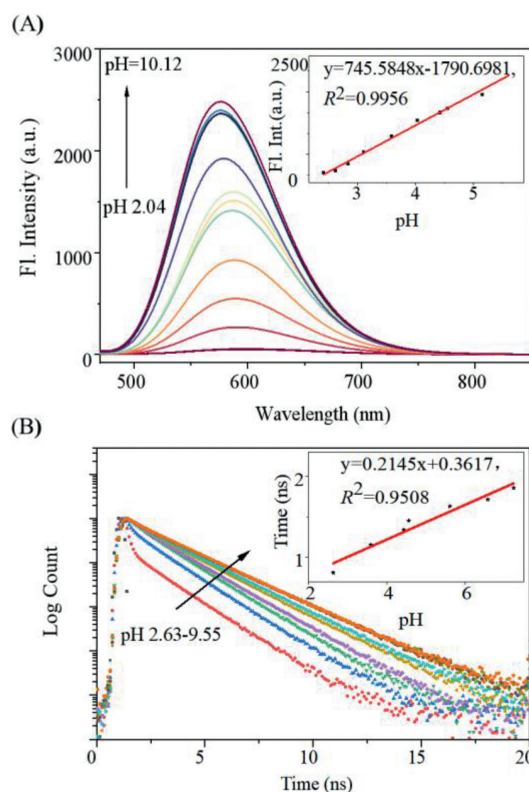 (A)
3000
pH=10.12
2500
y=745.5848x-1790.6981,
R²=0.9956
Fl. Int.(a.u.)
0
3
4
5
6
pH
2000
pH 2.04
1000
0
Fl. Intensity (a.u.)
500
600
700
800
Wavelength (nm)
(B)
y=0.2145x+0.3617,
R²=0.9508
2
1
Time (ns)
2
4
6
pH
Log Count
pH 2.63-9.55
0
5
10
15
20
Time (ns)